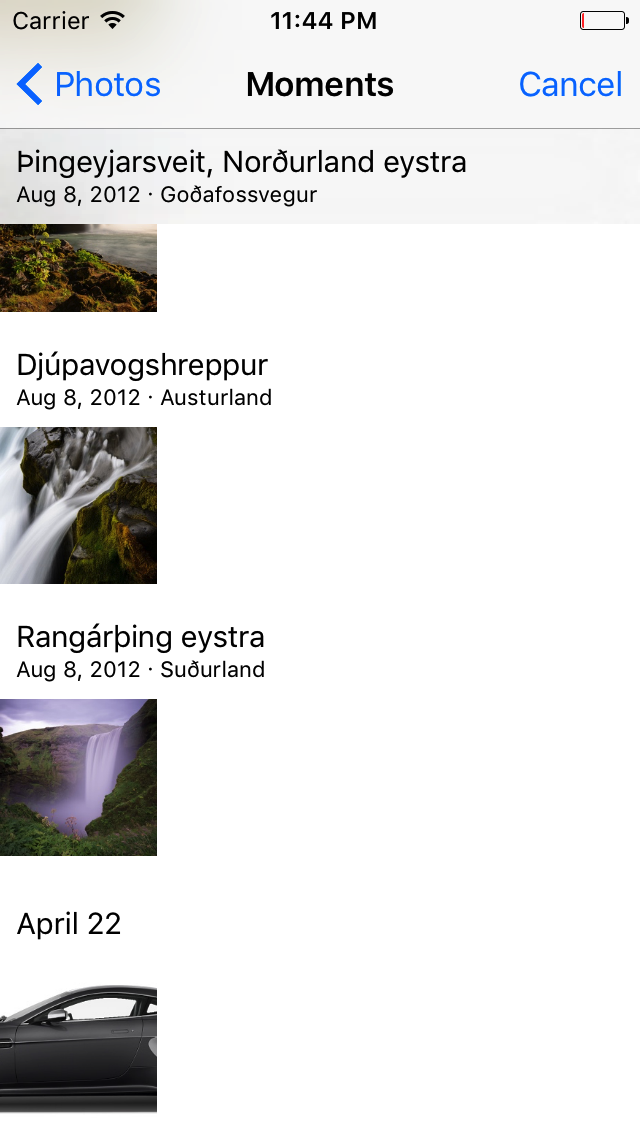 Carrier 11:44 PM
Photos Moments Cancel
Þingeyjarsveit, Norðurland eystra
Aug 8, 2012 · Goðafossvegur
Djúpavogshreppur
Aug 8, 2012 · Austurland
Rangárþing eystra
Aug 8, 2012 · Suðurland
April 22